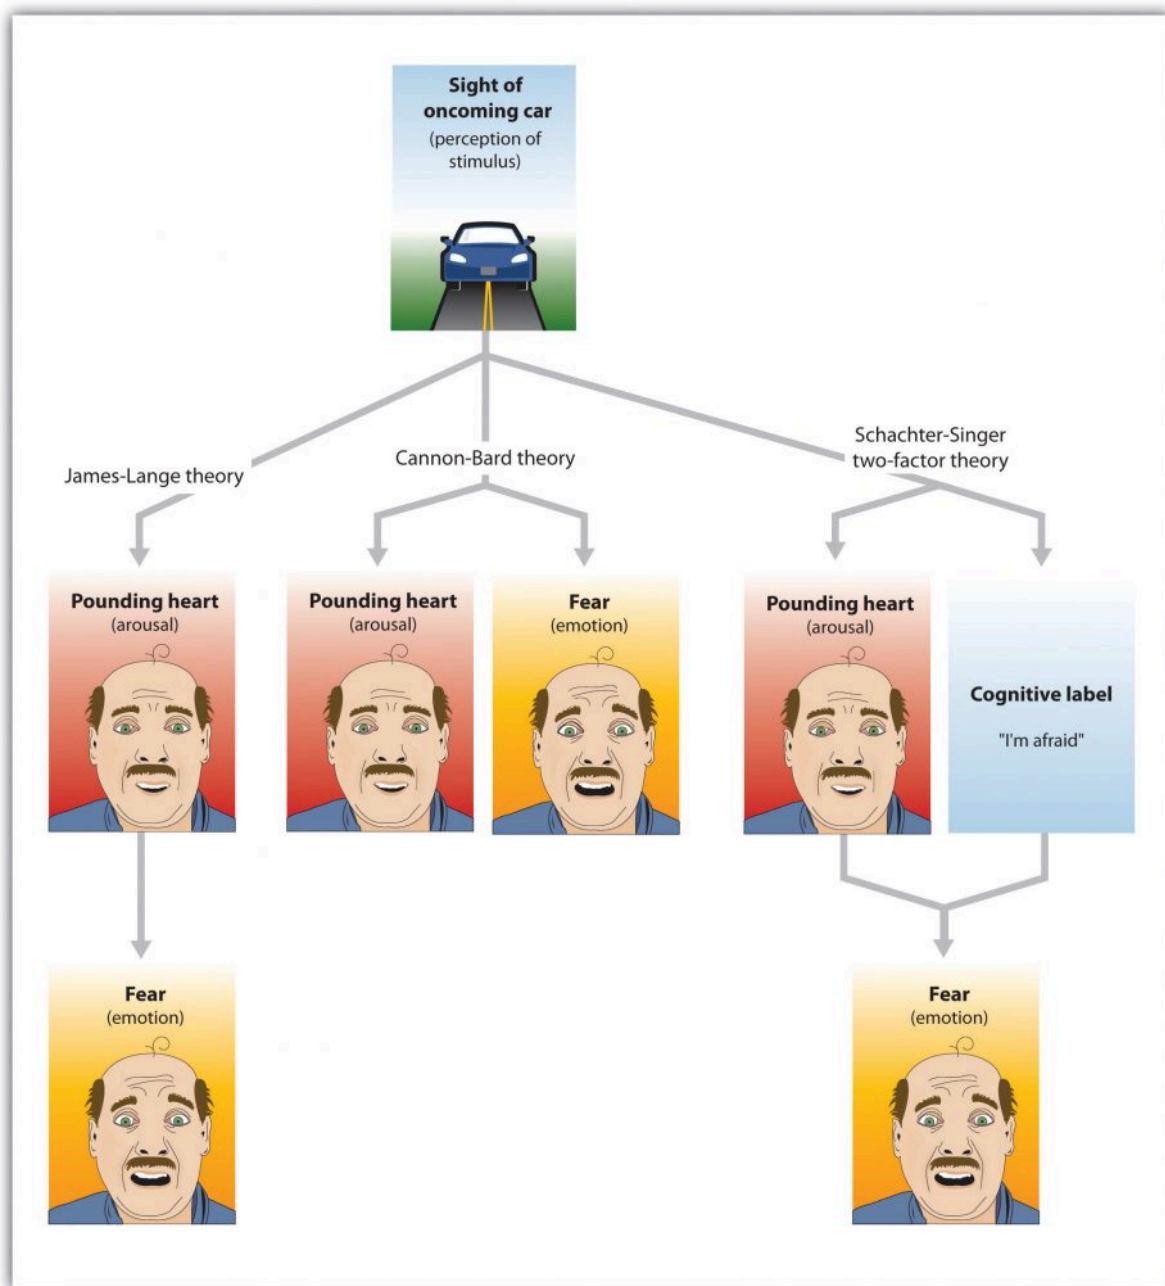 Sight of
oncoming car
(perception of
stimulus)
James-Lange theory
Cannon-Bard theory
Schachter-Singer
two-factor theory
Pounding heart
(arousal)
Pounding heart
(arousal)
Fear
(emotion)
Pounding heart
(arousal)
Cognitive label
"I'm afraid"
Fear
(emotion)
Fear
(emotion)